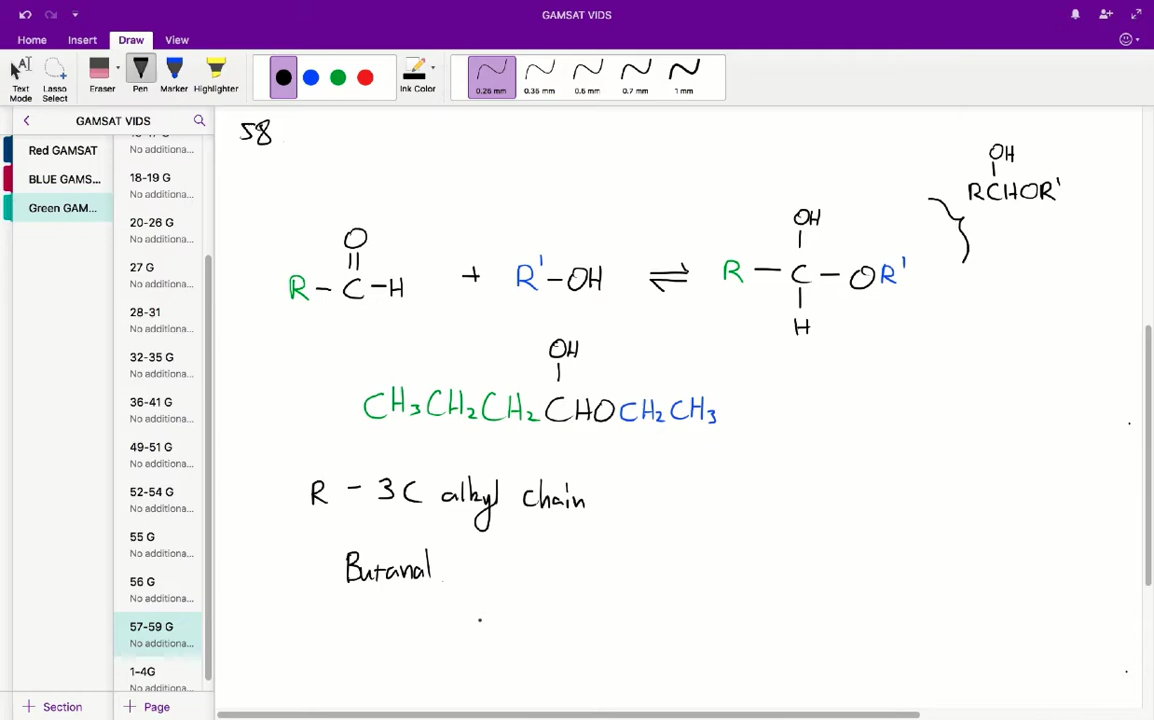 GAMSAT VIDS
Home Insert Draw View
Text Mode
Lasso Select
Eraser
Pen
Marker
Highlighter
Ink Color
0.25 mm
0.35 mm
0.5 mm
0.7 mm
1 mm
GAMSAT VIDS
Red GAMSAT
BLUE GAMS...
Green GAM...
No additiona...
18-19 G
No additiona...
20-26 G
No additiona...
27 G
No additiona...
28-31
No additiona...
32-35 G
No additiona...
36-41 G
No additiona...
49-51 G
No additiona...
52-54 G
No additiona...
55 G
No additiona...
56 G
No additiona...
57-59 G
No additiona...
1-4G
No additiona...
+ Section
+ Page
58
OH
RCHOR'
O
R-C-H + R'-OH ⇌ R-C-OR'
OH
H
OH
CH₃CH₂CH₂CHOCH₂CH₃
R - 3C alkyl chain
Butanal